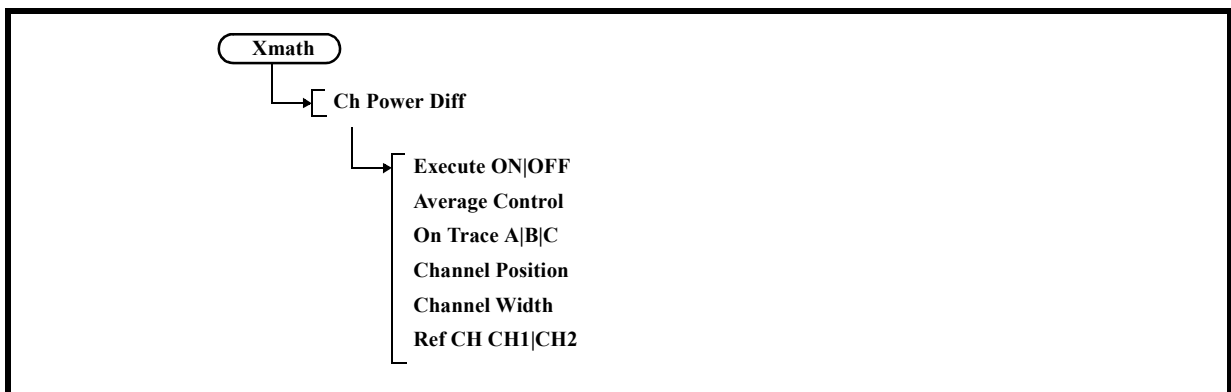 Xmath
Ch Power Diff
Execute ON|OFF
Average Control
On Trace A|B|C
Channel Position
Channel Width
Ref CH CH1|CH2